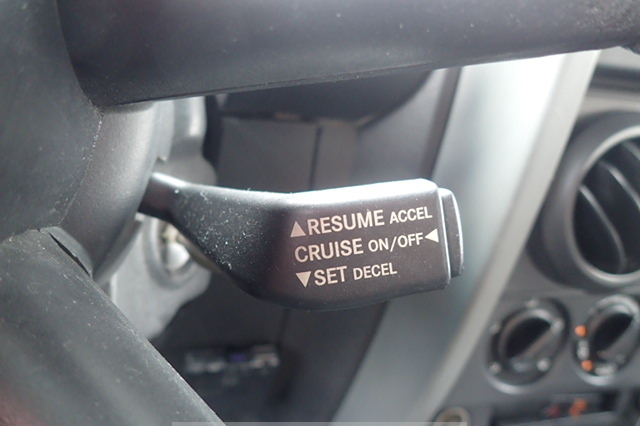 ▲RESUME ACCEL
CRUISE ON/OFF◀
▼SET DECEL